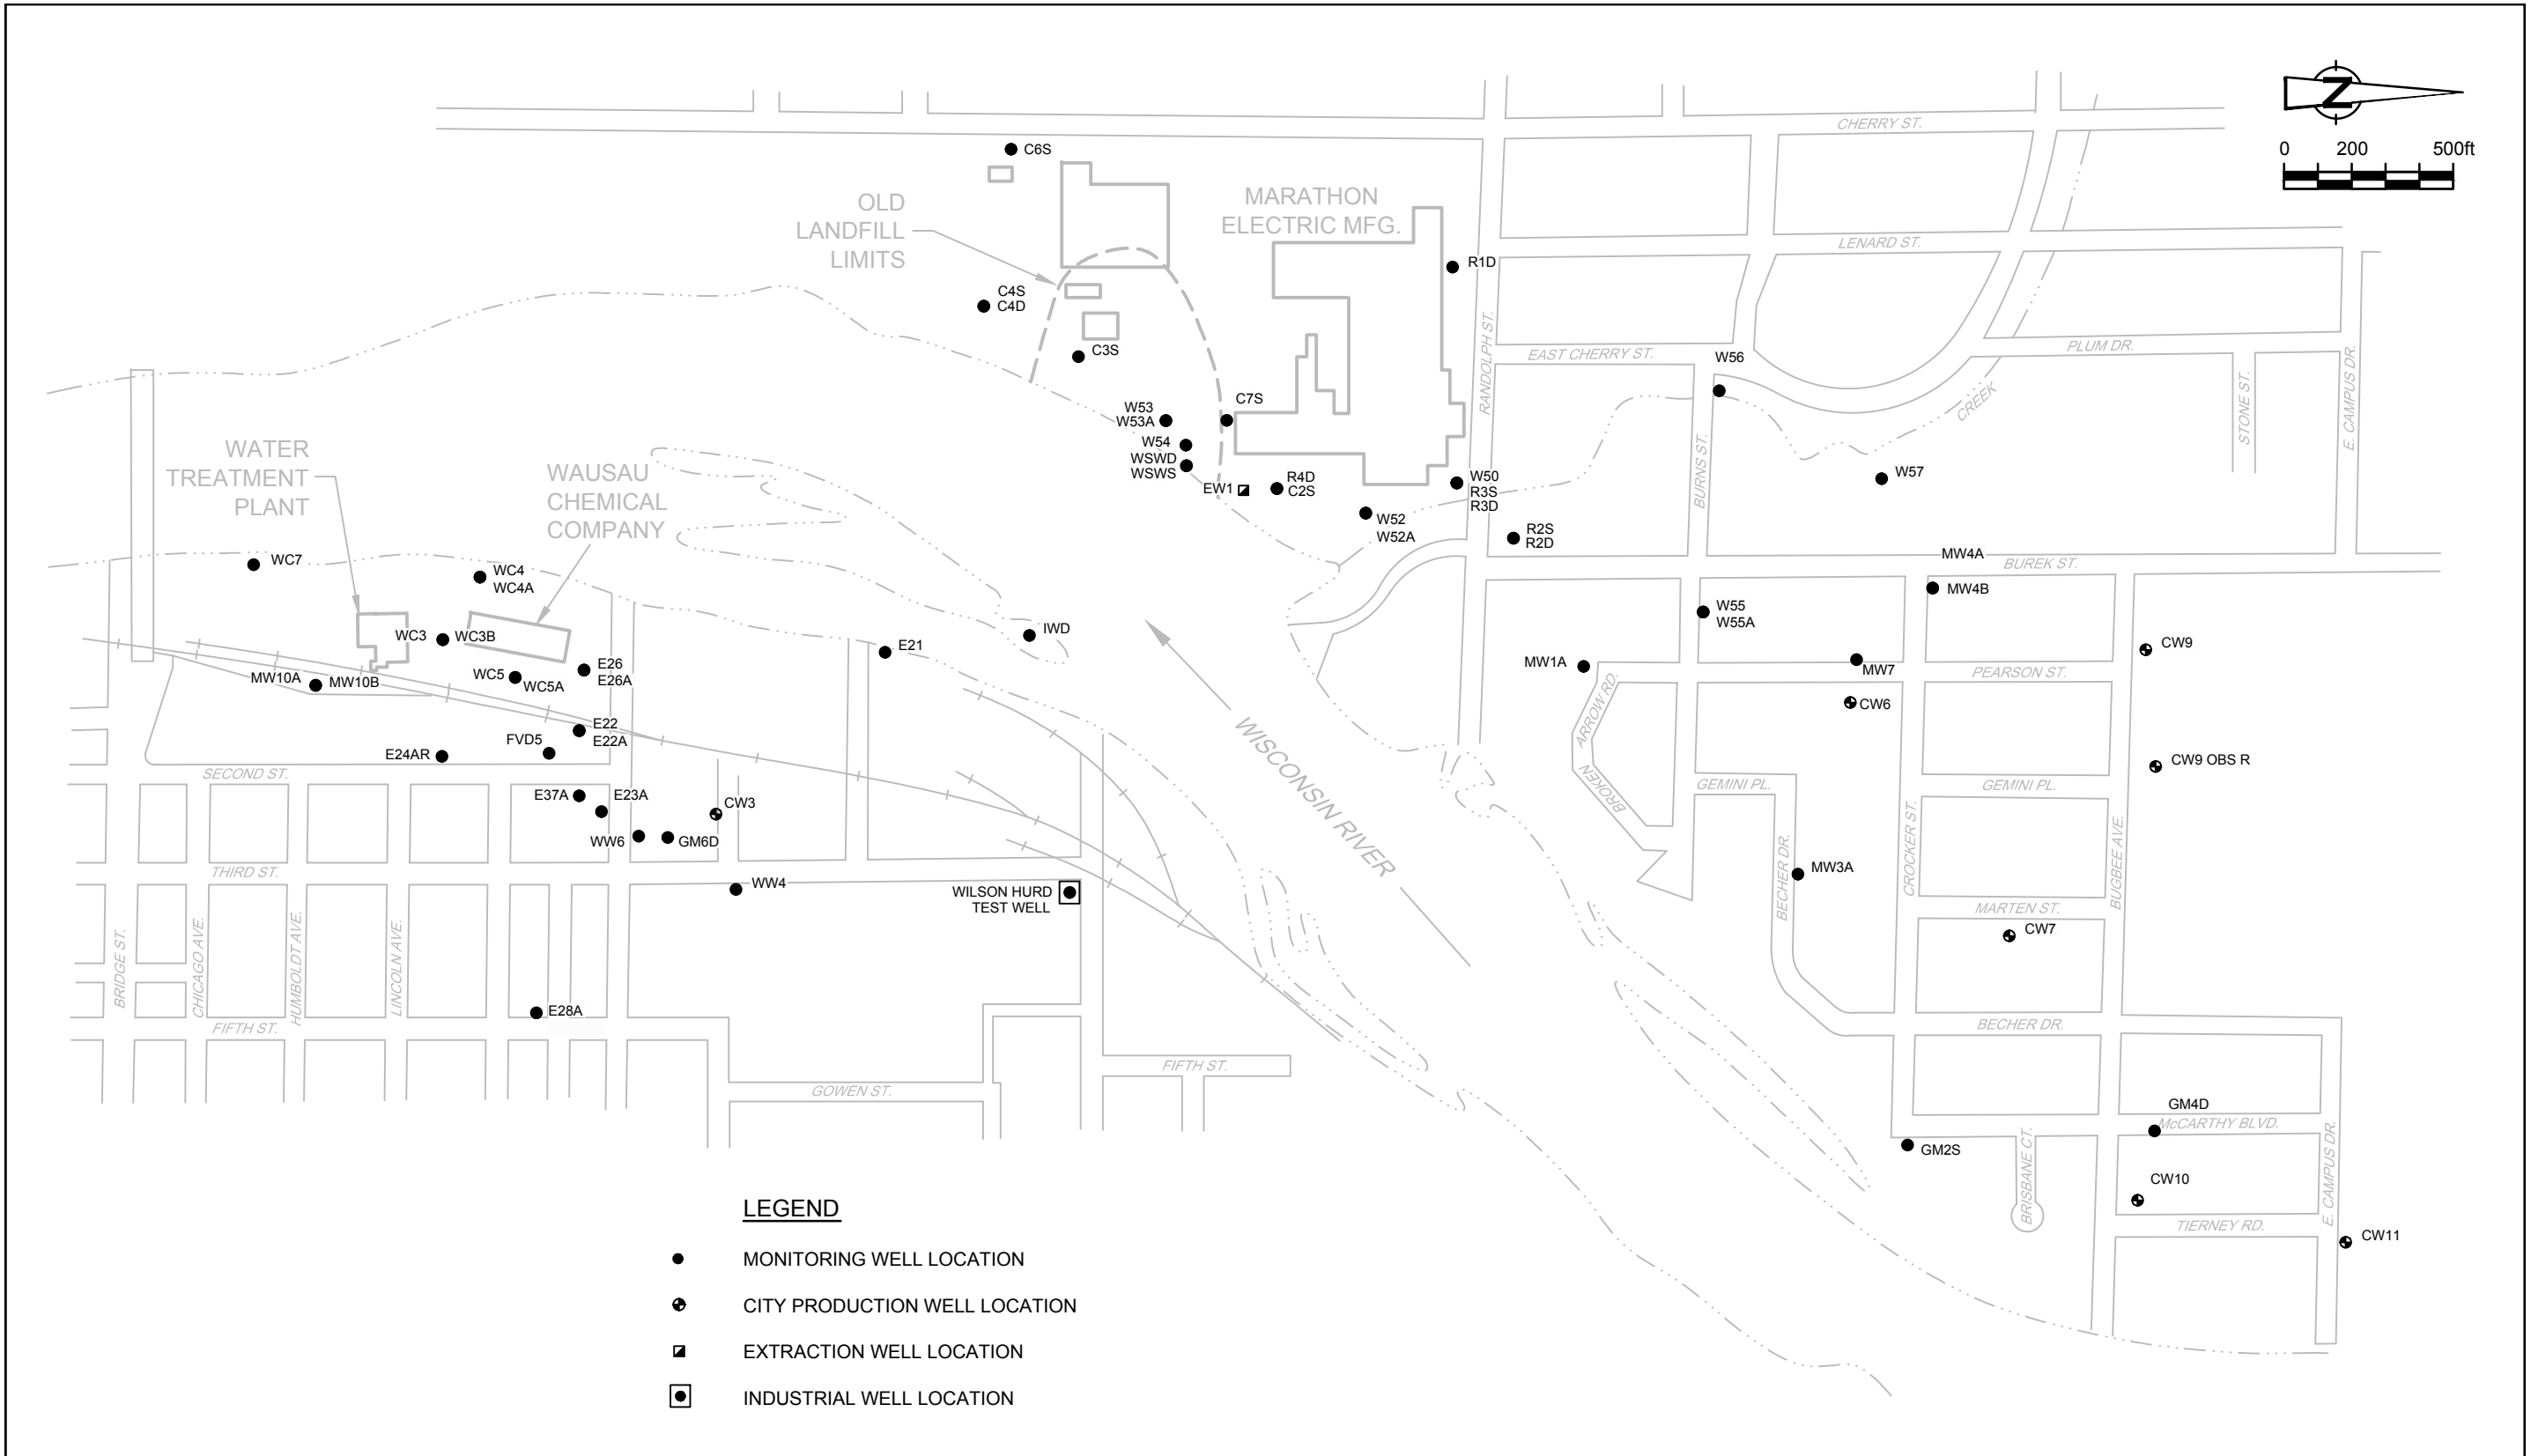 N
0 200 500ft
CHERRY ST.
C6S
OLD
LANDFILL
LIMITS
MARATHON
ELECTRIC MFG.
LENARD ST.
R1D
C4S
C4D
C3S
RANDOLPH ST.
EAST CHERRY ST.
W56
PLUM DR.
STONE ST.
E. CAMPUS DR.
CREEK
W53
W53A
C7S
W54
WSWD
WSWS
EW1
R4D
C2S
W50
R3S
R3D
W52
W52A
R2S
R2D
BURNS ST.
W57
WATER
TREATMENT
PLANT
WAUSAU
CHEMICAL
COMPANY
WC7
WC4
WC4A
WC3
WC3B
MW10A
MW10B
WC5
WC5A
E26
E26A
E21
IWD
E22
E22A
FVD5
E24AR
SECOND ST.
E37A
E23A
CW3
WW6
GM6D
THIRD ST.
WW4
WILSON HURD
TEST WELL
WISCONSIN RIVER
MW4A
BUREK ST.
MW4B
W55
W55A
MW1A
MW7
CW6
PEARSON ST.
CW9
CW9 OBS R
ARROW RD.
BROKEN
GEMINI PL.
GEMINI PL.
BECHER DR.
MW3A
CROCKER ST.
BUGBEE AVE.
MARTEN ST.
CW7
BECHER DR.
BRIDGE ST.
CHICAGO AVE.
HUMBOLDT AVE.
LINCOLN AVE.
E28A
FIFTH ST.
GOWEN ST.
FIFTH ST.
GM4D
McCARTHY BLVD.
GM2S
BRISBANE CT.
CW10
TIERNEY RD.
E. CAMPUS DR.
CW11
LEGEND
MONITORING WELL LOCATION
CITY PRODUCTION WELL LOCATION
EXTRACTION WELL LOCATION
INDUSTRIAL WELL LOCATION